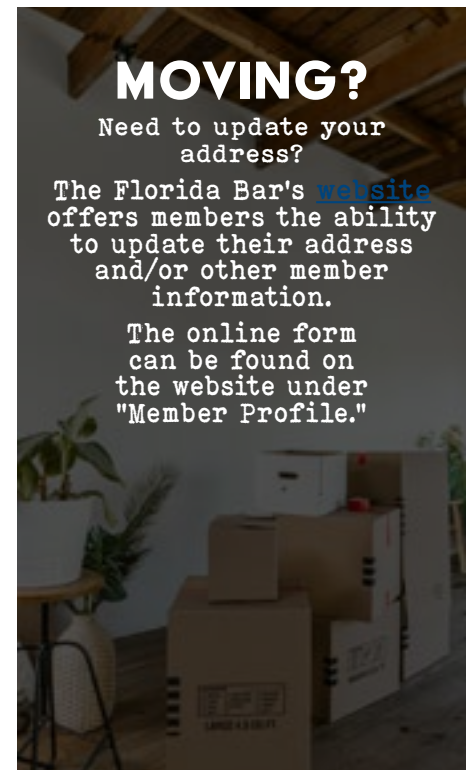 MOVING?
Need to update your
address?
The Florida Bar's website
offers members the ability
to update their address
and/or other member
information.
The online form
can be found on
the website under
"Member Profile."